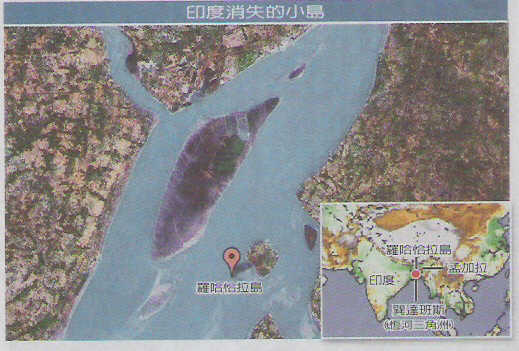 印度消失的小島
羅哈恰拉島
羅哈恰拉島
印度
孟加拉
巽達班斯
(恆河三角洲)